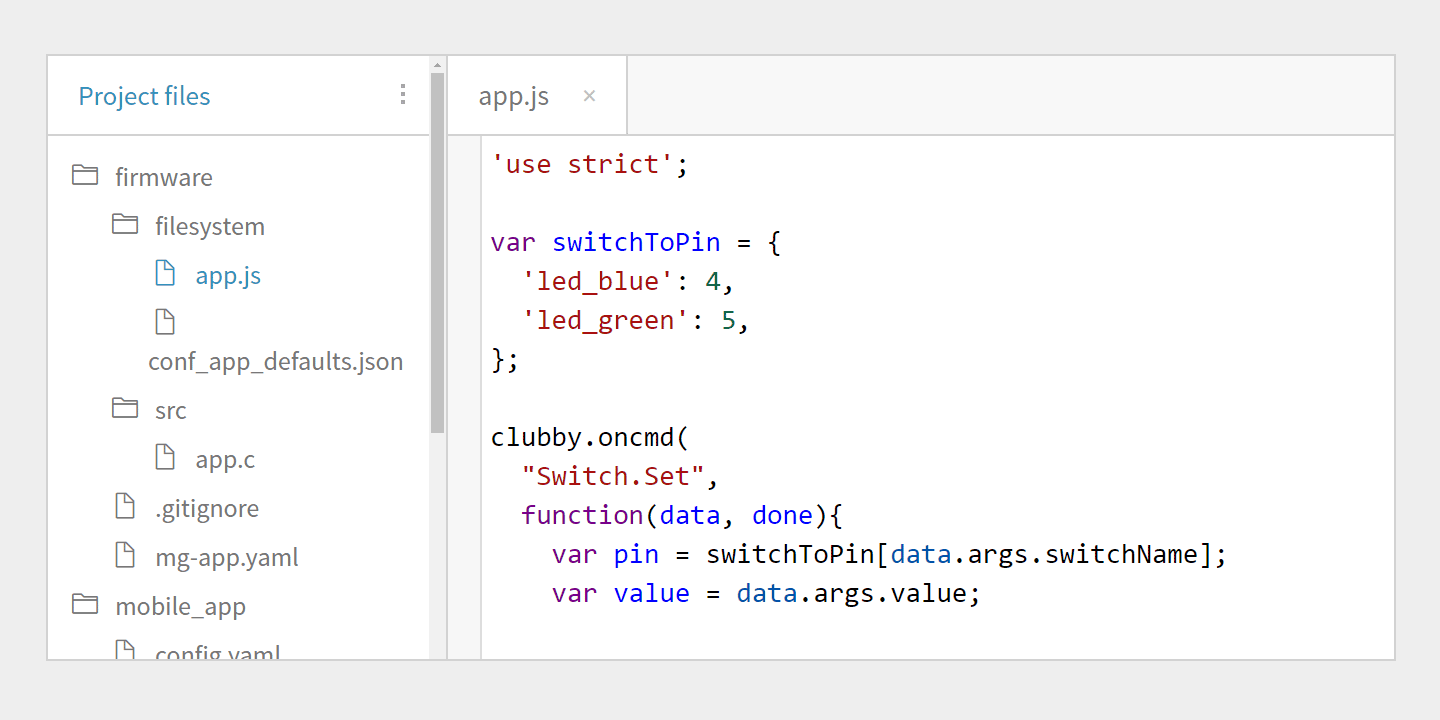 Project files
firmware
filesystem
app.js
conf_app_defaults.json
src
app.c
.gitignore
mg-app.yaml
mobile_app
config.yaml
app.js ×
'use strict';
var switchToPin = {
  'led_blue': 4,
  'led_green': 5,
};
clubby.oncmd(
  "Switch.Set",
  function(data, done){
    var pin = switchToPin[data.args.switchName];
    var value = data.args.value;